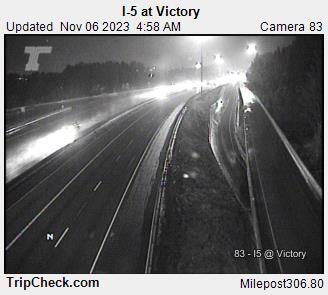 I-5 at Victory
Updated Nov 06 2023 4:58 AM Camera 83
T
N
83 - I5 @ Victory
TripCheck.com Milepost306.80